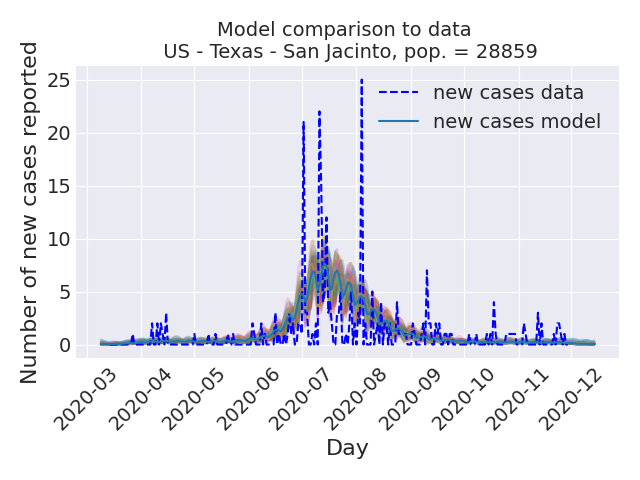 Model comparison to data
US - Texas - San Jacinto, pop. = 28859
Number of new cases reported
25
20
15
10
5
0
new cases data
new cases model
2020-03
2020-04
2020-05
2020-06
2020-07
2020-08
2020-09
2020-10
2020-11
2020-12
Day